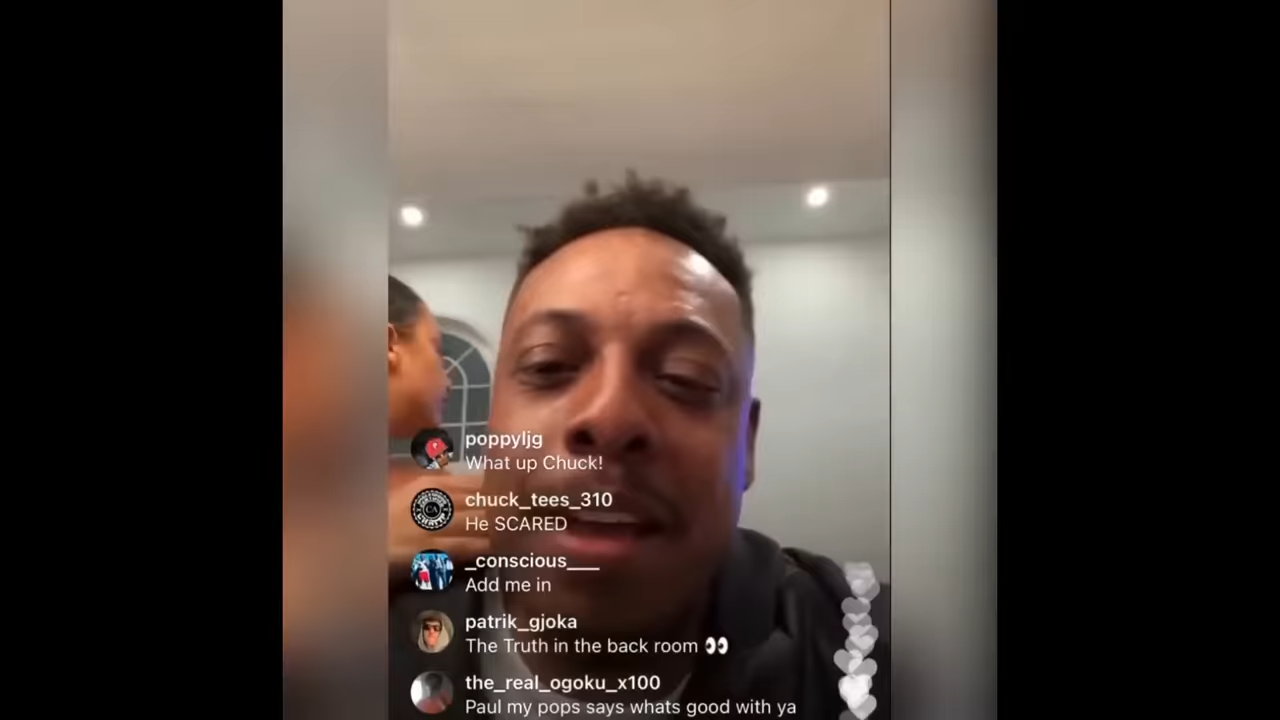 poppyljg
What up Chuck!
chuck_tees_310
He SCARED
_conscious___
Add me in
patrik_gjoka
The Truth in the back room 👀
the_real_ogoku_x100
Paul my pops says whats good with ya